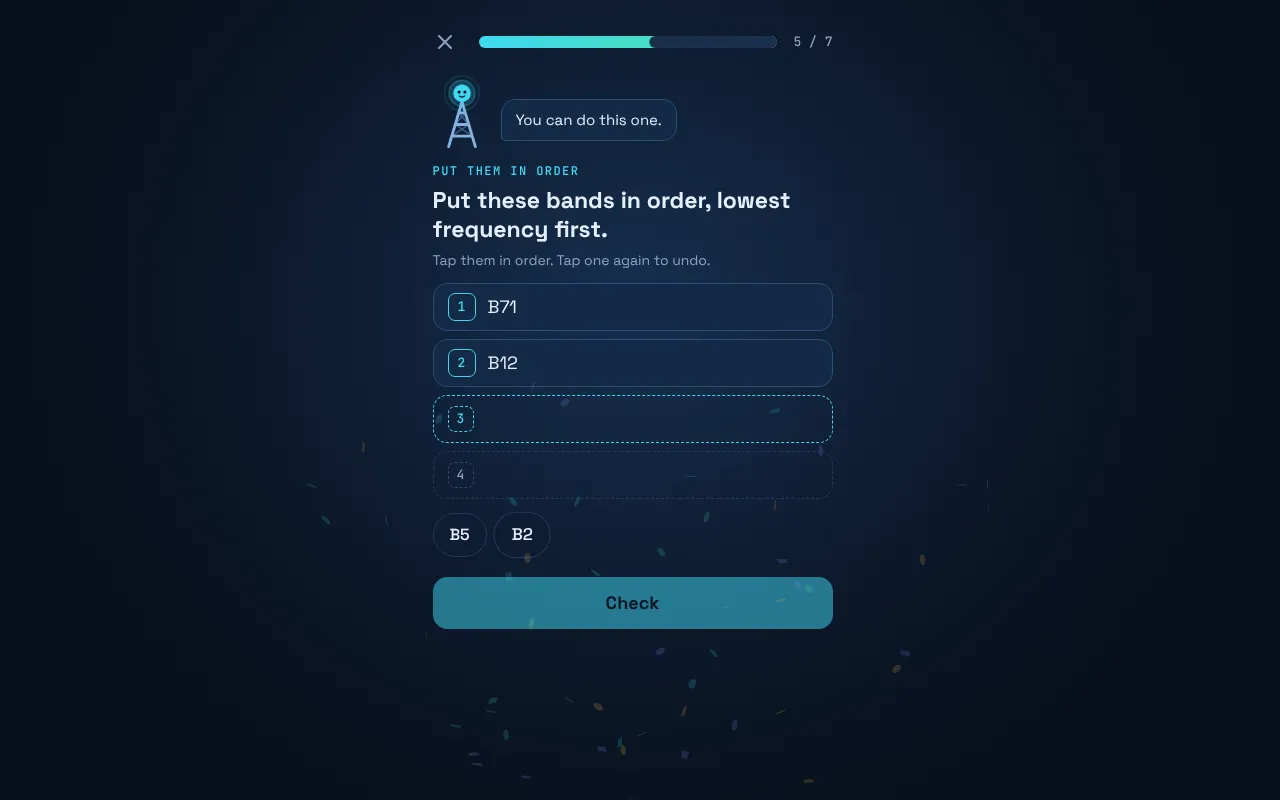 5 / 7
You can do this one.
PUT THEM IN ORDER
Put these bands in order, lowest
frequency first.
Tap them in order. Tap one again to undo.
1 B71
2 B12
3
4
B5 B2
Check